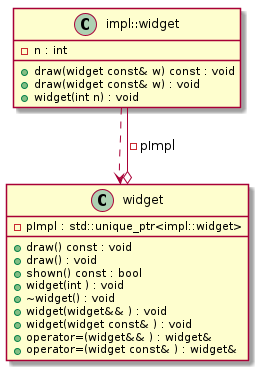 C impl::widget
n : int
draw(widget const& w) const : void
draw(widget const& w) : void
widget(int n) : void
pImpl
C widget
pImpl : std::unique_ptr<impl::widget>
draw() const : void
draw() : void
shown() const : bool
widget(int ) : void
~widget() : void
widget(widget&& ) : void
widget(widget const& ) : void
operator=(widget&& ) : widget&
operator=(widget const& ) : widget&